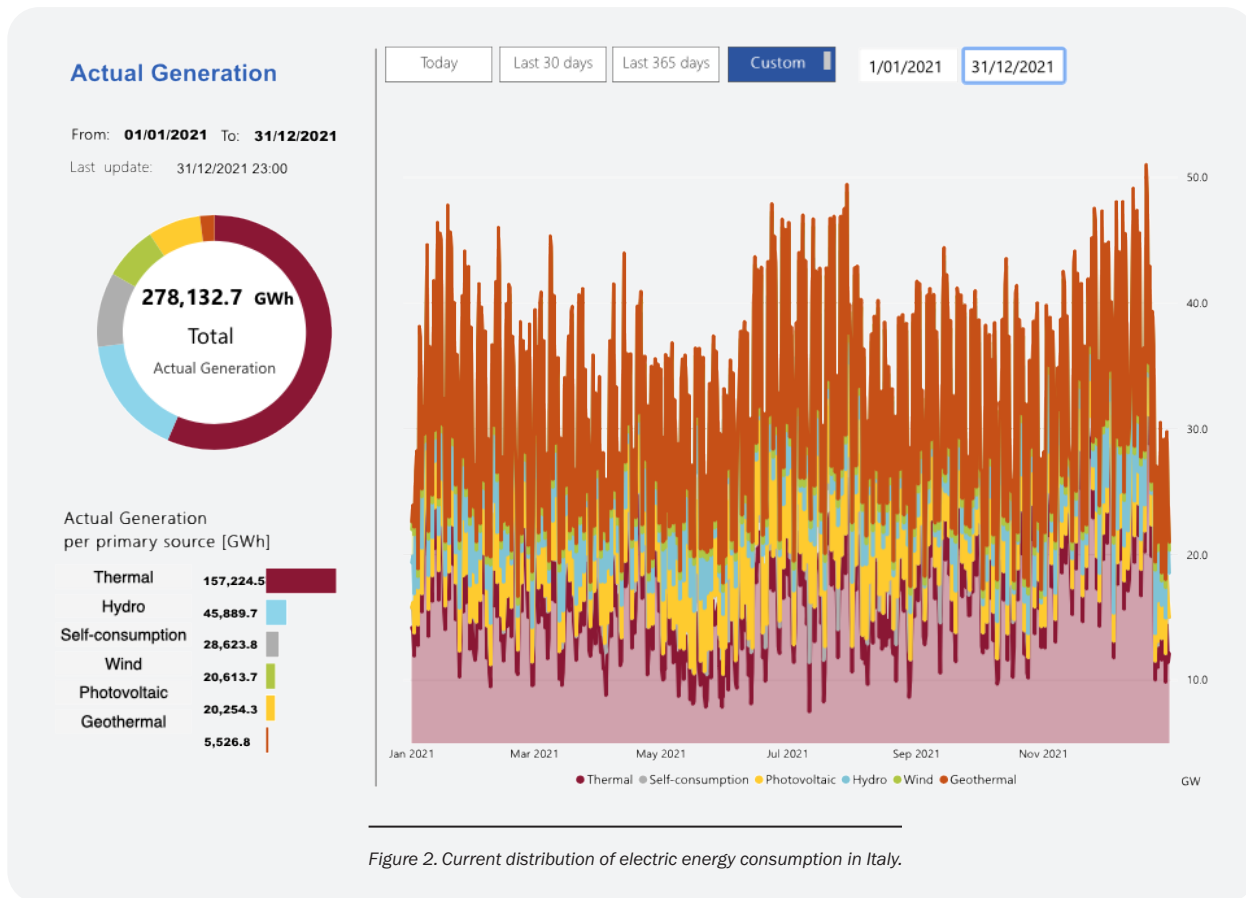 Actual Generation
From: 01/01/2021 To: 31/12/2021
Last update: 31/12/2021 23:00
278,132.7 GWh
Total
Actual Generation
Actual Generation
per primary source [GWh]
Thermal 157,224.5
Hydro 45,889.7
Self-consumption 28,623.8
Wind 20,613.7
Photovoltaic 20,254.3
Geothermal 5,526.8
Today Last 30 days Last 365 days Custom 1/01/2021 31/12/2021
50.0
40.0
30.0
20.0
10.0
Jan 2021 Mar 2021 May 2021 Jul 2021 Sep 2021 Nov 2021
Thermal Self-consumption Photovoltaic Hydro Wind Geothermal
GW
Figure 2. Current distribution of electric energy consumption in Italy.